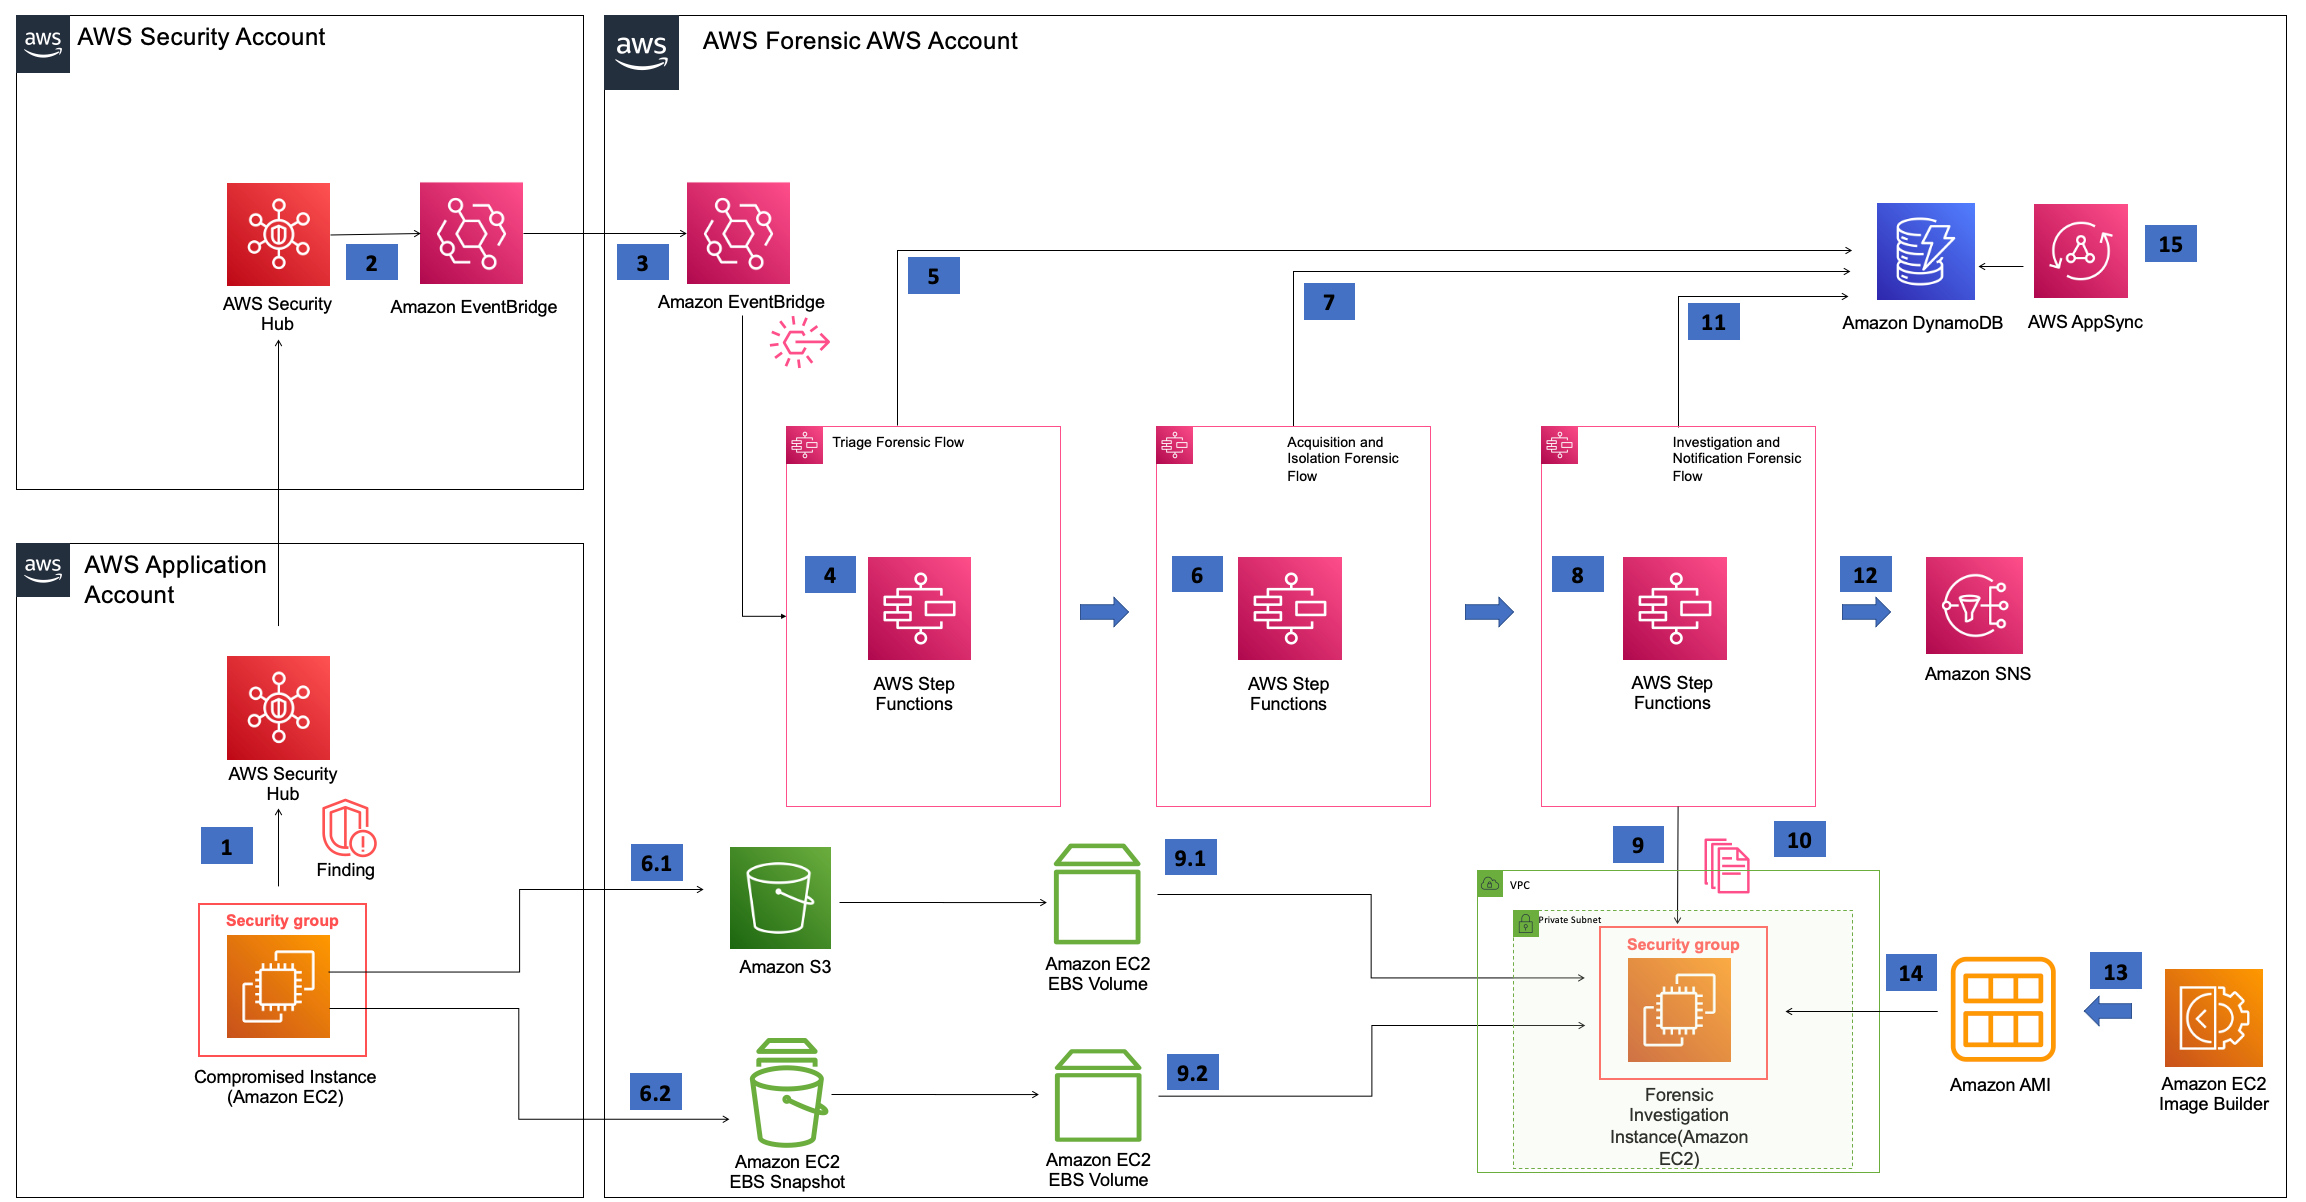 aws
AWS Security Account
AWS Security
Hub
2
Amazon EventBridge
aws
AWS Application
Account
AWS Security
Hub
1
Finding
Security group
Compromised Instance
(Amazon EC2)
aws
AWS Forensic AWS Account
3
Amazon EventBridge
5
7
11
Amazon DynamoDB
AWS AppSync
15
Triage Forensic Flow
4
AWS Step
Functions
Acquisition and
Isolation Forensic
Flow
6
AWS Step
Functions
Investigation and
Notification Forensic
Flow
8
AWS Step
Functions
12
Amazon SNS
6.1
Amazon S3
Amazon EC2
EBS Volume
9.1
6.2
Amazon EC2
EBS Snapshot
Amazon EC2
EBS Volume
9.2
9
10
VPC
Private Subnet
Security group
Forensic
Investigation
Instance(Amazon
EC2)
14
Amazon AMI
13
Amazon EC2
Image Builder